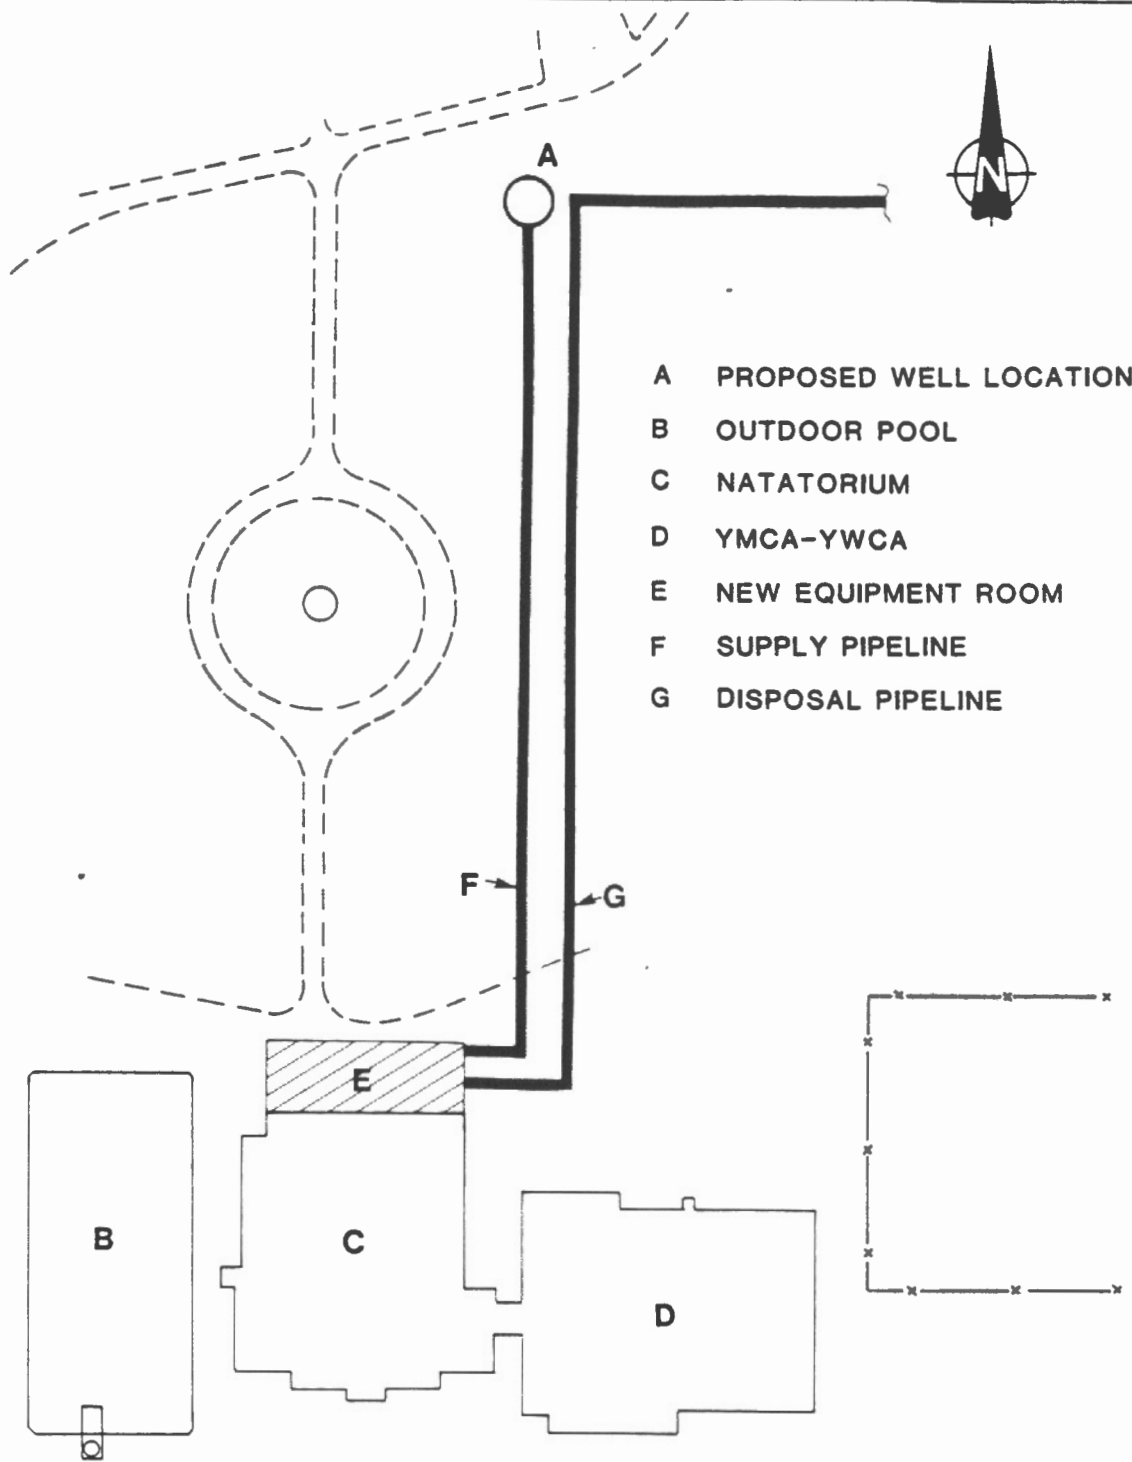 A
N
A PROPOSED WELL LOCATION
B OUTDOOR POOL
C NATATORIUM
D YMCA-YWCA
E NEW EQUIPMENT ROOM
F SUPPLY PIPELINE
G DISPOSAL PIPELINE
F
G
E
B
C
D